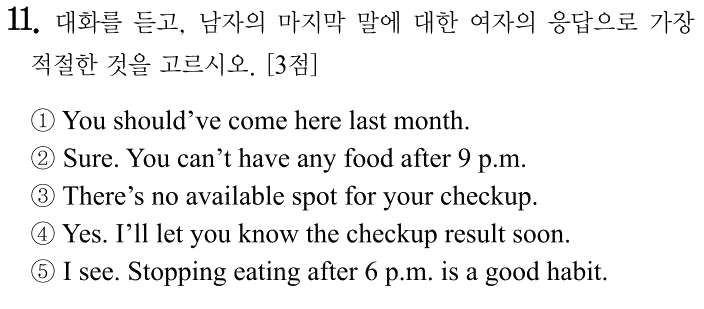 11. 대화를 듣고, 남자의 마지막 말에 대한 여자의 응답으로 가장
적절한 것을 고르시오. [3점]
① You should’ve come here last month.
② Sure. You can’t have any food after 9 p.m.
③ There’s no available spot for your checkup.
④ Yes. I’ll let you know the checkup result soon.
⑤ I see. Stopping eating after 6 p.m. is a good habit.